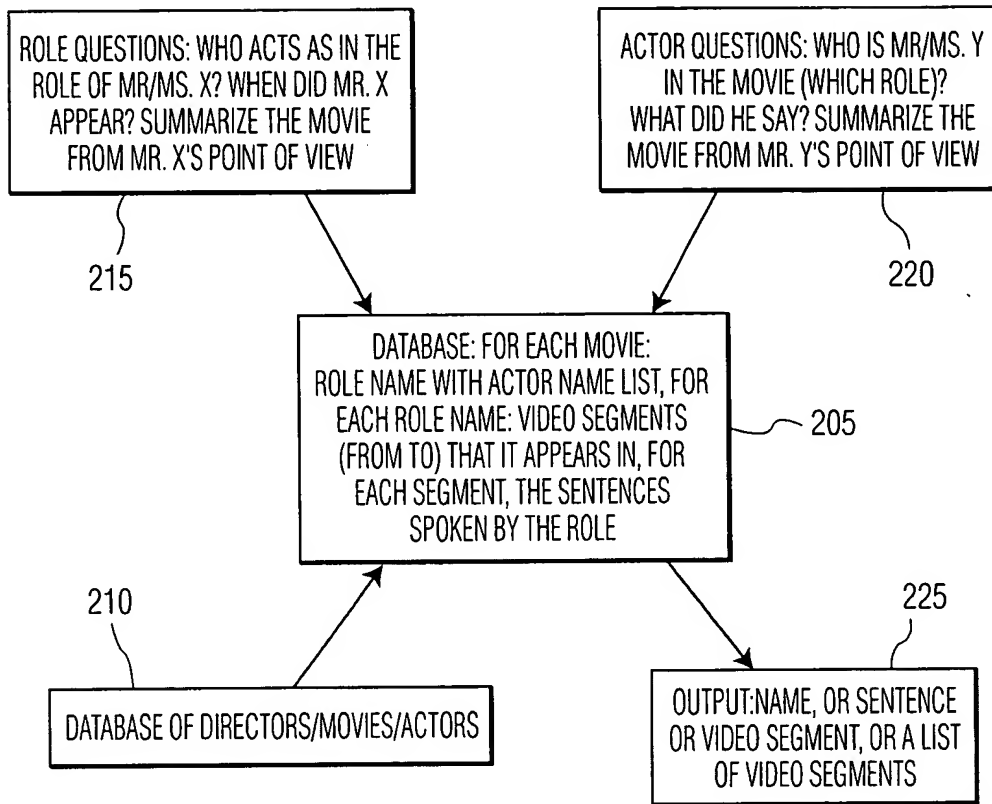 ROLE QUESTIONS: WHO ACTS AS IN THE
ROLE OF MR/MS. X? WHEN DID MR. X
APPEAR? SUMMARIZE THE MOVIE
FROM MR. X'S POINT OF VIEW
215
ACTOR QUESTIONS: WHO IS MR/MS. Y
IN THE MOVIE (WHICH ROLE)?
WHAT DID HE SAY? SUMMARIZE THE
MOVIE FROM MR. Y'S POINT OF VIEW
220
DATABASE: FOR EACH MOVIE:
ROLE NAME WITH ACTOR NAME LIST, FOR
EACH ROLE NAME: VIDEO SEGMENTS
(FROM TO) THAT IT APPEARS IN, FOR
EACH SEGMENT, THE SENTENCES
SPOKEN BY THE ROLE
205
210
DATABASE OF DIRECTORS/MOVIES/ACTORS
225
OUTPUT:NAME, OR SENTENCE
OR VIDEO SEGMENT, OR A LIST
OF VIDEO SEGMENTS